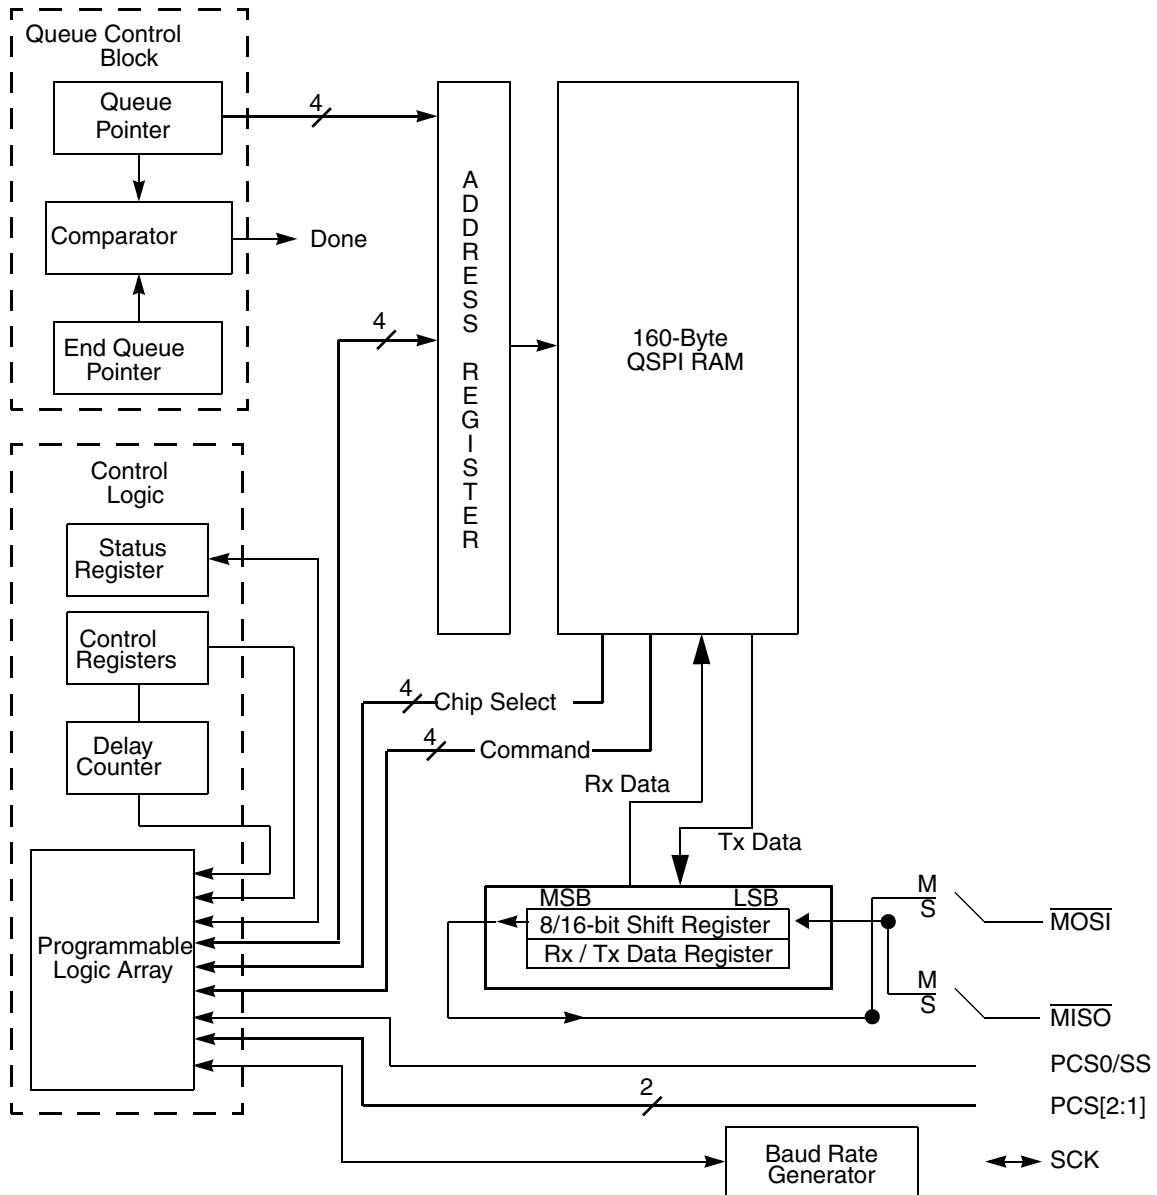 Queue Control
Block
Queue
Pointer
4
Comparator
Done
End Queue
Pointer
4
ADDRESS REGISTER
160-Byte
QSPI RAM
Control
Logic
Status
Register
Control
Registers
Delay
Counter
Programmable
Logic Array
4
Chip Select
4
Command
Rx Data
Tx Data
MSB
LSB
8/16-bit Shift Register
Rx / Tx Data Register
M
S
MOSI
M
S
MISO
PCS0/SS
2
PCS[2:1]
Baud Rate
Generator
SCK